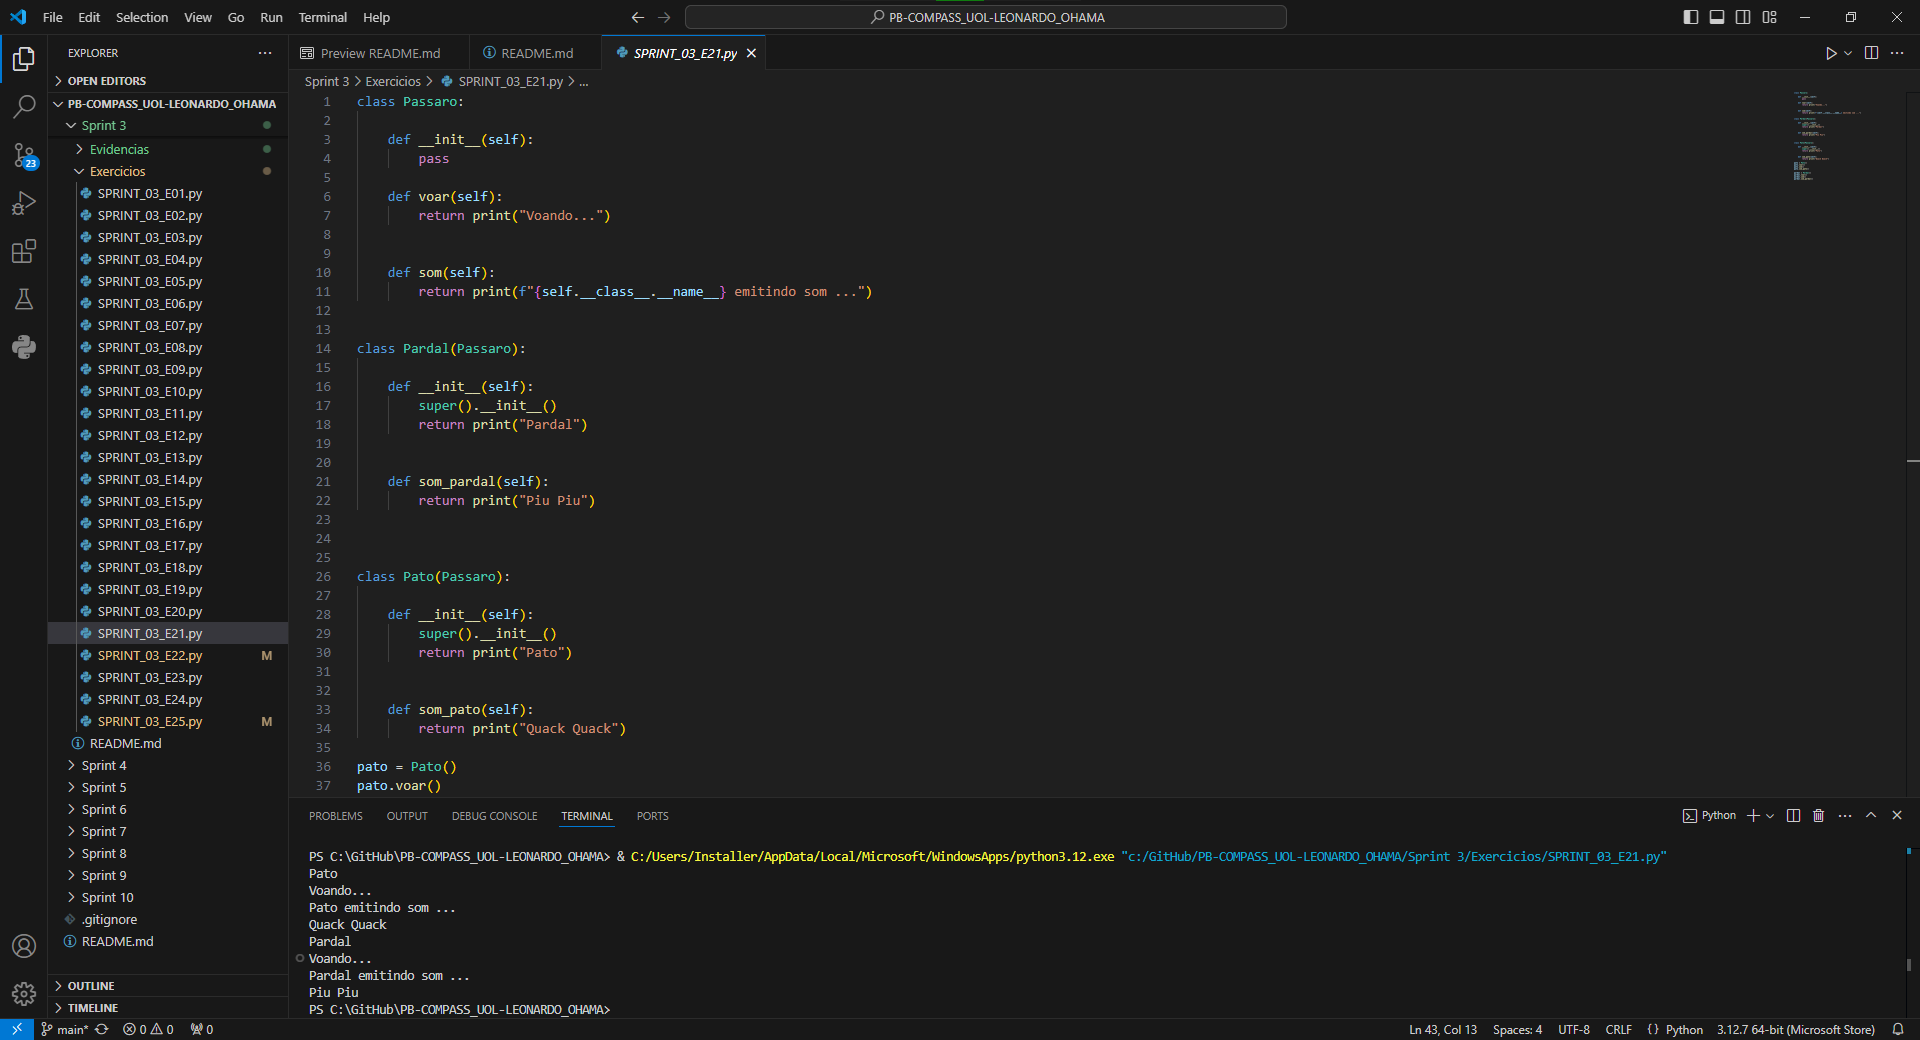 File Edit Selection View Go Run Terminal Help
PB-COMPASS_UOL-LEONARDO_OHAMA
EXPLORER
OPEN EDITORS
PB-COMPASS_UOL-LEONARDO_OHAMA
Sprint 3
Evidencias
Exercicios
SPRINT_03_E01.py
SPRINT_03_E02.py
SPRINT_03_E03.py
SPRINT_03_E04.py
SPRINT_03_E05.py
SPRINT_03_E06.py
SPRINT_03_E07.py
SPRINT_03_E08.py
SPRINT_03_E09.py
SPRINT_03_E10.py
SPRINT_03_E11.py
SPRINT_03_E12.py
SPRINT_03_E13.py
SPRINT_03_E14.py
SPRINT_03_E15.py
SPRINT_03_E16.py
SPRINT_03_E17.py
SPRINT_03_E18.py
SPRINT_03_E19.py
SPRINT_03_E20.py
SPRINT_03_E21.py
SPRINT_03_E22.py M
SPRINT_03_E23.py
SPRINT_03_E24.py
SPRINT_03_E25.py M
README.md
Sprint 4
Sprint 5
Sprint 6
Sprint 7
Sprint 8
Sprint 9
Sprint 10
.gitignore
README.md
OUTLINE
TIMELINE
23
Preview README.md README.md SPRINT_03_E21.py
Sprint 3 > Exercicios > SPRINT_03_E21.py > ...
1 class Passaro:
2
3 def __init__(self):
4 pass
5
6 def voar(self):
7 return print("Voando...")
8
9
10 def som(self):
11 return print(f"{self.__class__.__name__} emitindo som ...")
12
13
14 class Pardal(Passaro):
15
16 def __init__(self):
17 super().__init__()
18 return print("Pardal")
19
20
21 def som_pardal(self):
22 return print("Piu Piu")
23
24
25
26 class Pato(Passaro):
27
28 def __init__(self):
29 super().__init__()
30 return print("Pato")
31
32
33 def som_pato(self):
34 return print("Quack Quack")
35
36 pato = Pato()
37 pato.voar()
PROBLEMS OUTPUT DEBUG CONSOLE TERMINAL PORTS
Python
PS C:\GitHub\PB-COMPASS_UOL-LEONARDO_OHAMA> & C:/Users/Installer/AppData/Local/Microsoft/WindowsApps/python3.12.exe "c:/GitHub/PB-COMPASS_UOL-LEONARDO_OHAMA/Sprint 3/Exercicios/SPRINT_03_E21.py"
Pato
Voando...
Pato emitindo som ...
Quack Quack
Pardal
Voando...
Pardal emitindo som ...
Piu Piu
PS C:\GitHub\PB-COMPASS_UOL-LEONARDO_OHAMA>
main* 0 0 0 Ln 43, Col 13 Spaces: 4 UTF-8 CRLF {} Python 3.12.7 64-bit (Microsoft Store)